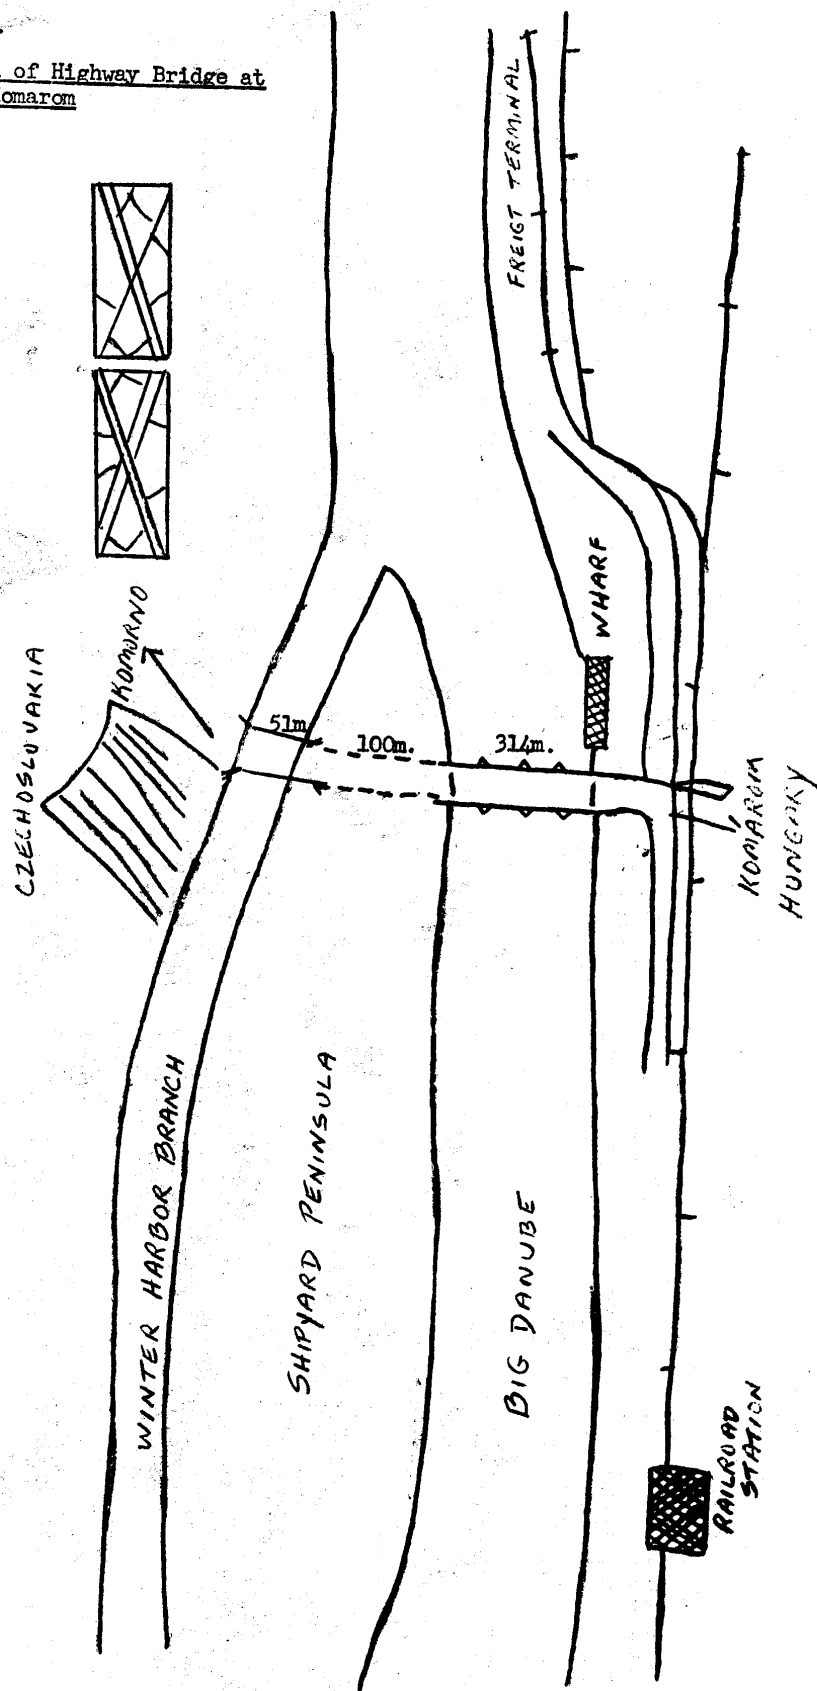 of Highway Bridge at
omarom
FREIGT TERMINAL
WHARF
KOMORNO
CZECHOSLOVAKIA
51m
100m.
314m.
KOMAROM
HUNGARY
WINTER HARBOR BRANCH
SHIPYARD PENINSULA
BIG DANUBE
RAILROAD
STATION